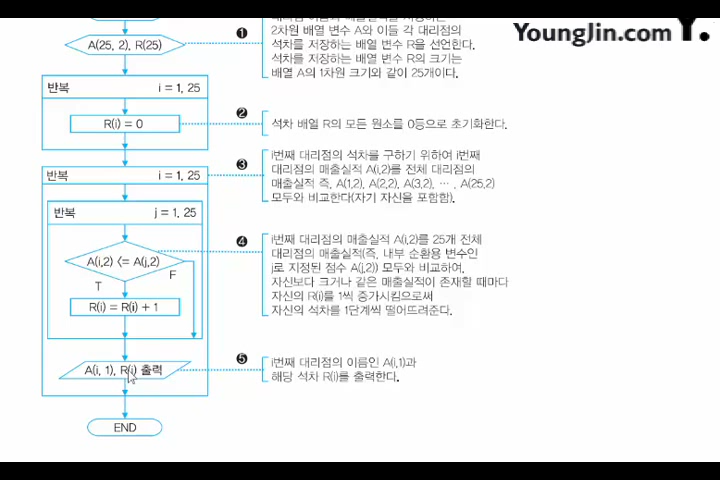 YoungJin.com Y.
A(25, 2), R(25)
❶
2차원 배열 변수 A와 이들 각 대리점의
석차를 저장하는 배열 변수 R을 선언한다.
석차를 저장하는 배열 변수 R의 크기는
배열 A의 1차원 크기와 같이 25개이다.
반복 i = 1, 25
R(i) = 0
❷
석차 배열 R의 모든 원소를 0등으로 초기화한다.
반복 i = 1, 25
❸
i번째 대리점의 석차를 구하기 위하여 i번째
대리점의 매출실적 A(i,2)를 전체 대리점의
매출실적 즉, A(1,2), A(2,2), A(3,2), … , A(25,2)
모두와 비교한다(자기 자신을 포함함).
반복 j = 1, 25
A(i,2) <= A(j,2)
T
F
R(i) = R(i) + 1
❹
i번째 대리점의 매출실적 A(i,2)를 25개 전체
대리점의 매출실적(즉, 내부 순환용 변수인
j로 지정된 점수 A(j,2)) 모두와 비교하여,
자신보다 크거나 같은 매출실적이 존재할 때마다
자신의 R(i)를 1씩 증가시킴으로써
자신의 석차를 1단계씩 떨어뜨려준다.
A(i, 1), R(i) 출력
❺
i번째 대리점의 이름인 A(i,1)과
해당 석차 R(i)를 출력한다.
END